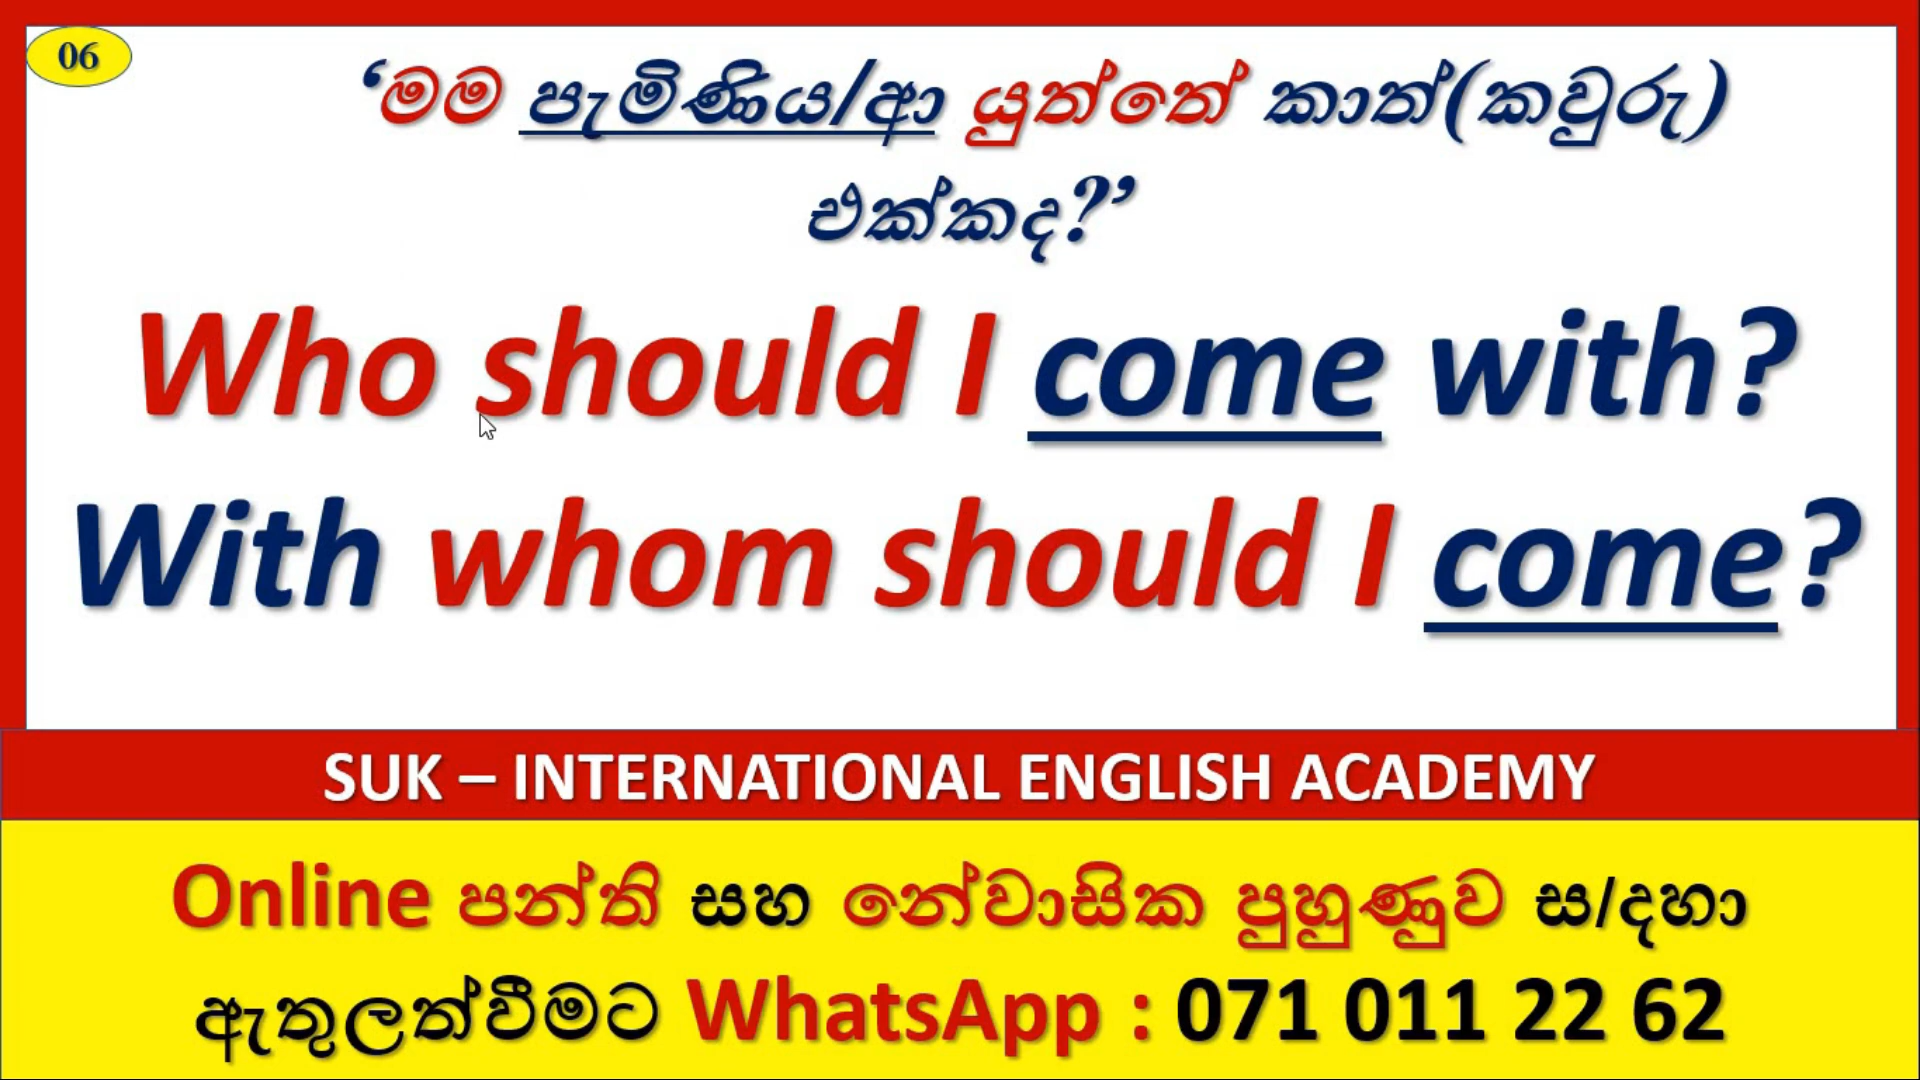 06
‘මම පැමිණිය/ආ යුත්තේ කාත්(කවුරු)
එක්කද?’
Who should I come with?
With whom should I come?
SUK – INTERNATIONAL ENGLISH ACADEMY
Online පන්ති සහ නේවාසික පුහුණුව ස/දහා
ඇතුලත්වීමට WhatsApp : 071 011 22 62